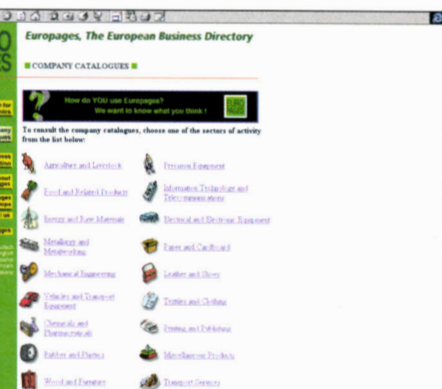 Europages, The European Business Directory
COMPANY CATALOGUES
How do YOU use Europages?
We want to know what you think !
EURO
PAGES
To consult the company catalogues, choose one of the sectors of activity
from the list below:
Agriculture and Livestock
Precision Equipment
Food and Related Products
Information Technology and
Telecommunications
Energy and Raw Materials
Electrical and Electronic Equipment
Metallurgy and
Metalworking
Paper and Cardboard
Mechanical Engineering
Leather and Shoes
Vehicles and Transport
Equipment
Textiles and Clothing
Chemicals and
Pharmaceuticals
Printing and Publishing
Rubber and Plastics
Miscellaneous Products
Wood and Furniture
Transport Services